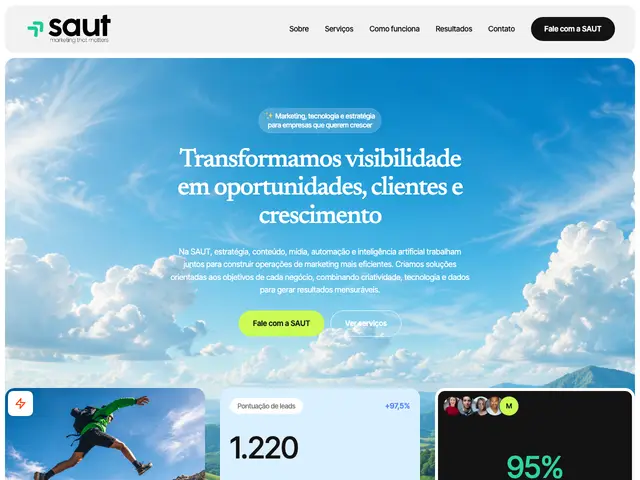 saut
marketing that matters
Sobre
Serviços
Como funciona
Resultados
Contato
Fale com a SAUT
✨ Marketing, tecnologia e estratégia
para empresas que querem crescer
Transformamos visibilidade
em oportunidades, clientes e
crescimento
Na SAUT, estratégia, conteúdo, mídia, automação e inteligência artificial trabalham
juntos para construir operações de marketing mais eficientes. Criamos soluções
orientadas aos objetivos de cada negócio, combinando criatividade, tecnologia e dados
para gerar resultados mensuráveis.
Fale com a SAUT
Ver serviços
Pontuação de leads
+97,5%
1.220
M
95%